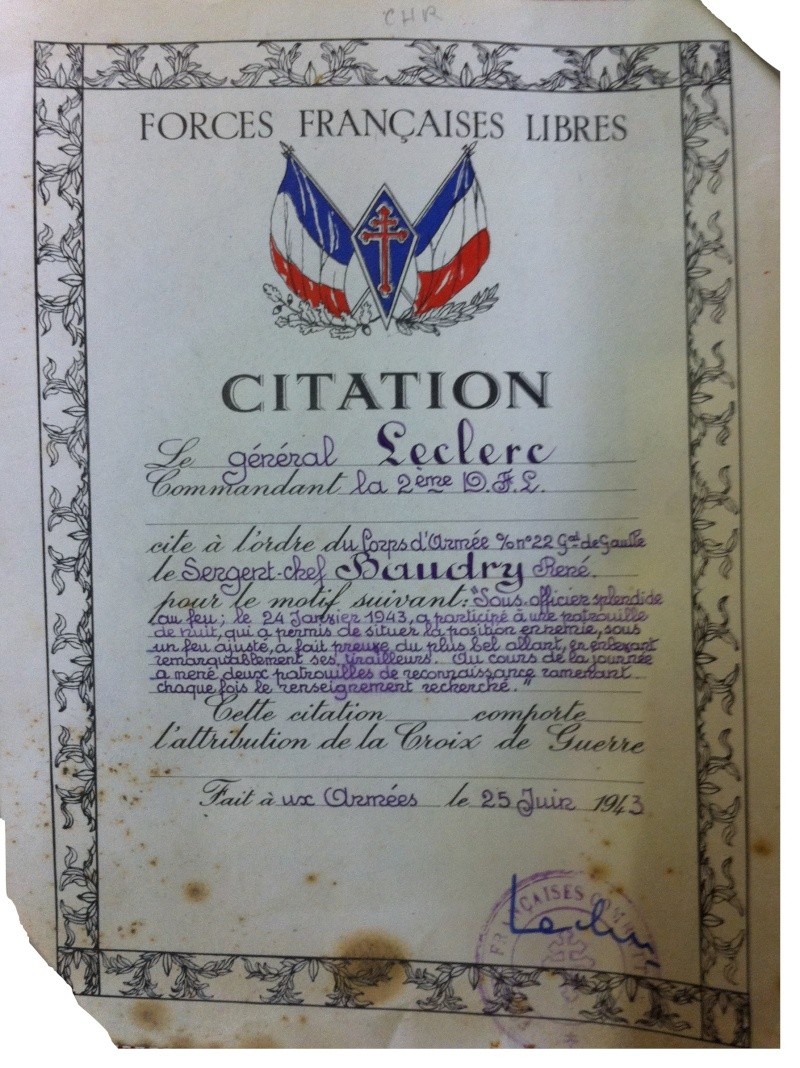 CHR
FORCES FRANÇAISES LIBRES
CITATION
Le général Leclerc
Commandant la 2ème D.F.L.
cite à l'ordre du Corps d'Armée %n°22 Gal de Gaulle
le Sergent-chef Baudry René.
pour le motif suivant: "Sous-officier splendide
au feu; le 24 Janvier 1943, a participé à une patrouille
de nuit, qui a permis de situer la position ennemie, sous
un feu ajusté, a fait preuve du plus bel allant, en enlevant
remarquablement ses tirailleurs. Au cours de la journée
a mené deux patrouilles de reconnaissance ramenant
chaque fois le renseignement recherché."
Cette citation comporte
l'attribution de la Croix de Guerre
Fait à ux Armées le 25 Juin 1943
Leclerc